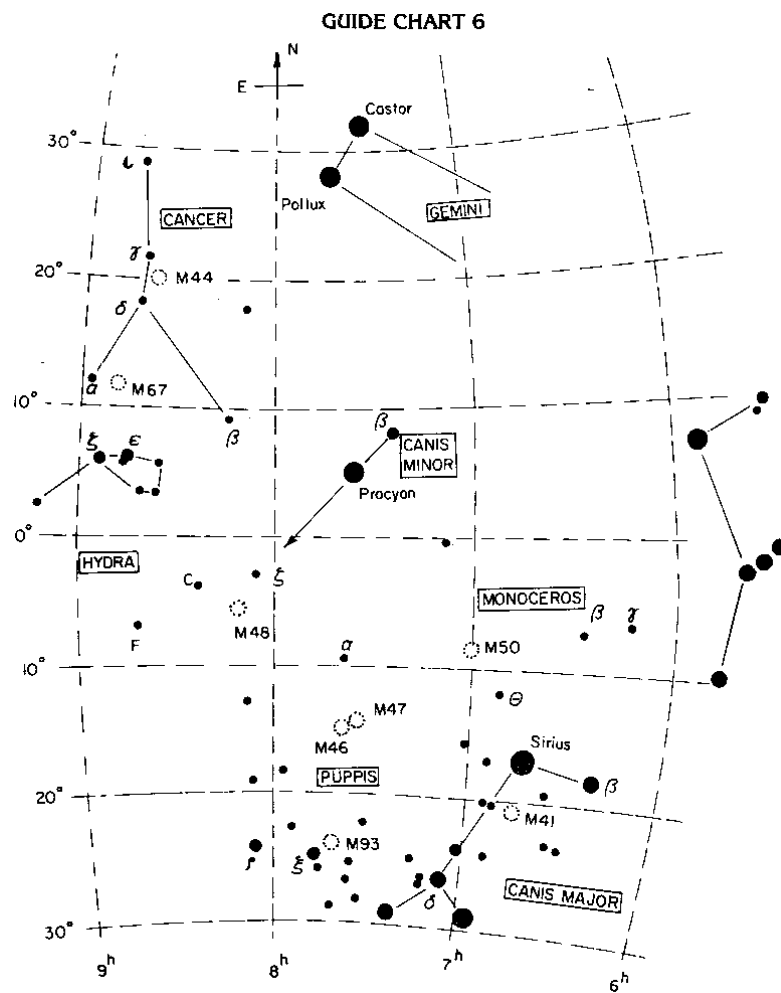 GUIDE CHART 6
N
E
Castor
30°
ι
Pollux
CANCER
GEMINI
γ
M44
20°
δ
α
M67
10°
β
β
CANIS
MINOR
ζ
ε
Procyon
0°
HYDRA
C
ζ
MONOCEROS
β
γ
M48
F
α
M50
10°
θ
M47
M46
Sirius
PUPPIS
β
20°
M41
M93
ξ
δ
CANIS MAJOR
30°
9h
8h
7h
6h